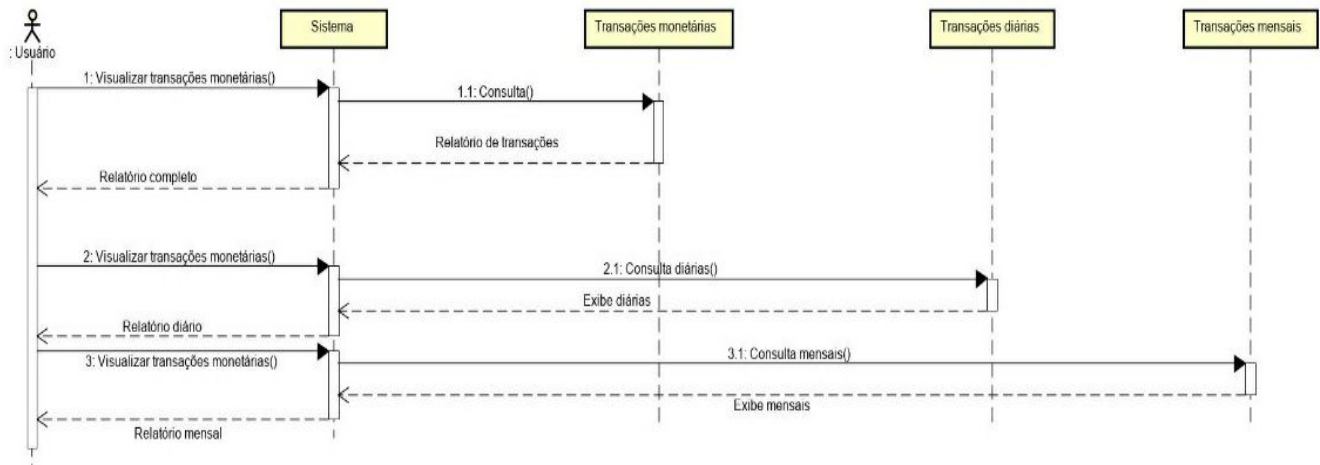 : Usuário
Sistema
Transações monetárias
Transações diárias
Transações mensais
1: Visualizar transações monetárias()
1.1: Consulta()
Relatório de transações
Relatório completo
2: Visualizar transações monetárias()
2.1: Consulta diárias()
Exibe diárias
Relatório diário
3: Visualizar transações monetárias()
3.1: Consulta mensais()
Exibe mensais
Relatório mensal